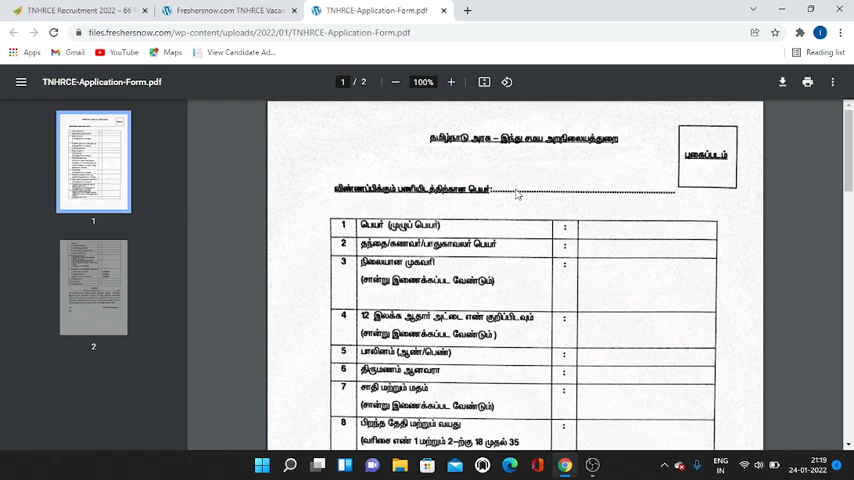 TNHRCE Recruitment 2022 – 66
Freshersnow.com TNHRCE Vacan
TNHRCE-Application-Form.pdf
files.freshersnow.com/wp-content/uploads/2022/01/TNHRCE-Application-Form.pdf
Apps
Gmail
YouTube
Maps
View Candidate Ad...
Reading list
TNHRCE-Application-Form.pdf
1 / 2
100%
தமிழ்நாடு அரசு – இந்து சமய அறநிலையத்துறை
புகைப்படம்
விண்ணப்பிக்கும் பணியிடத்திற்கான பெயர்:
1 பெயர் (முழுப் பெயர்) :
2 தந்தை/கணவர்/பாதுகாவலர் பெயர் :
3 நிலையான முகவரி :
(சான்று இணைக்கப்பட வேண்டும்)
4 12 இலக்க ஆதார் அட்டை எண் குறிப்பிடவும் :
(சான்று இணைக்கப்பட வேண்டும் )
5 பாலினம் (ஆண்/பெண்) :
6 திருமணம் ஆனவரா :
7 சாதி மற்றும் மதம் :
(சான்று இணைக்கப்பட வேண்டும்)
8 பிறந்த தேதி மற்றும் வயது :
(வரிசை எண் 1 மற்றும் 2-ற்கு 18 முதல் 35
1
2
ENG
IN
21:19
24-01-2022